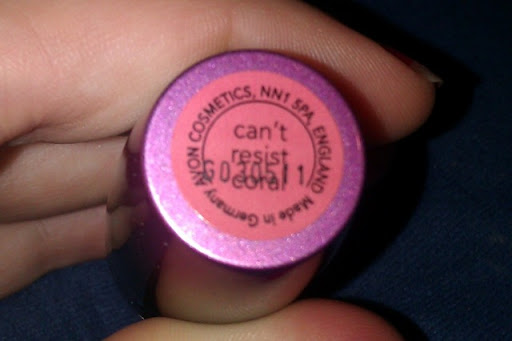 AVON COSMETICS, NN1 5PA, ENGLAND
Made in Germany
can't
resist
coral